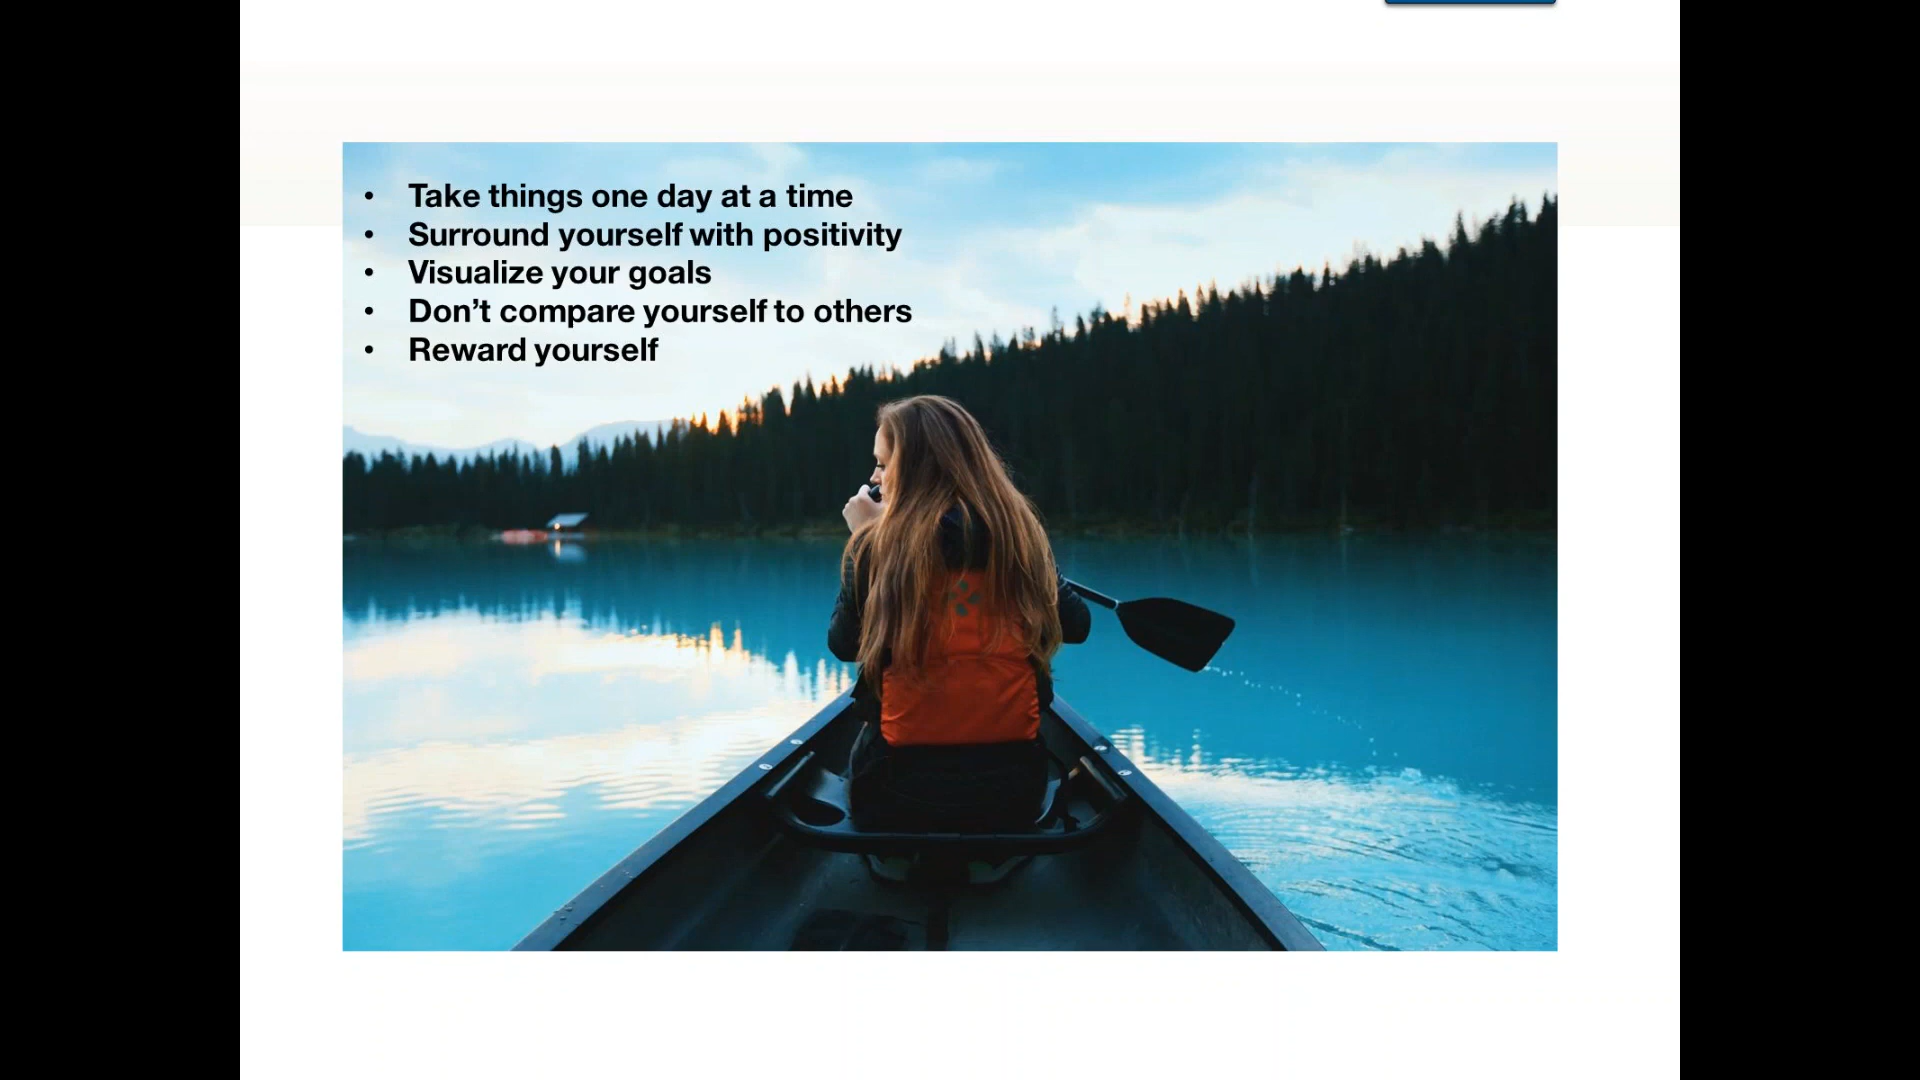 • Take things one day at a time
• Surround yourself with positivity
• Visualize your goals
• Don’t compare yourself to others
• Reward yourself